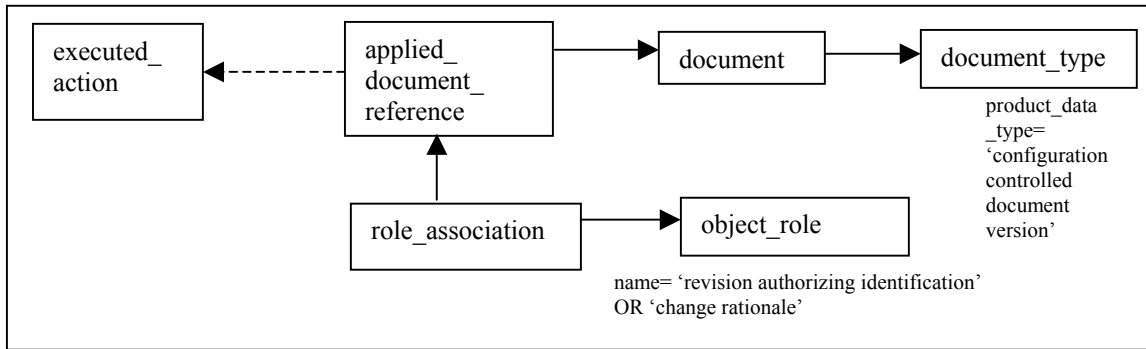 executed_
action
applied_
document_
reference
document
document_type
product_data
_type=
‘configuration
controlled
document
version’
role_association
object_role
name= ‘revision authorizing identification’
OR ‘change rationale’